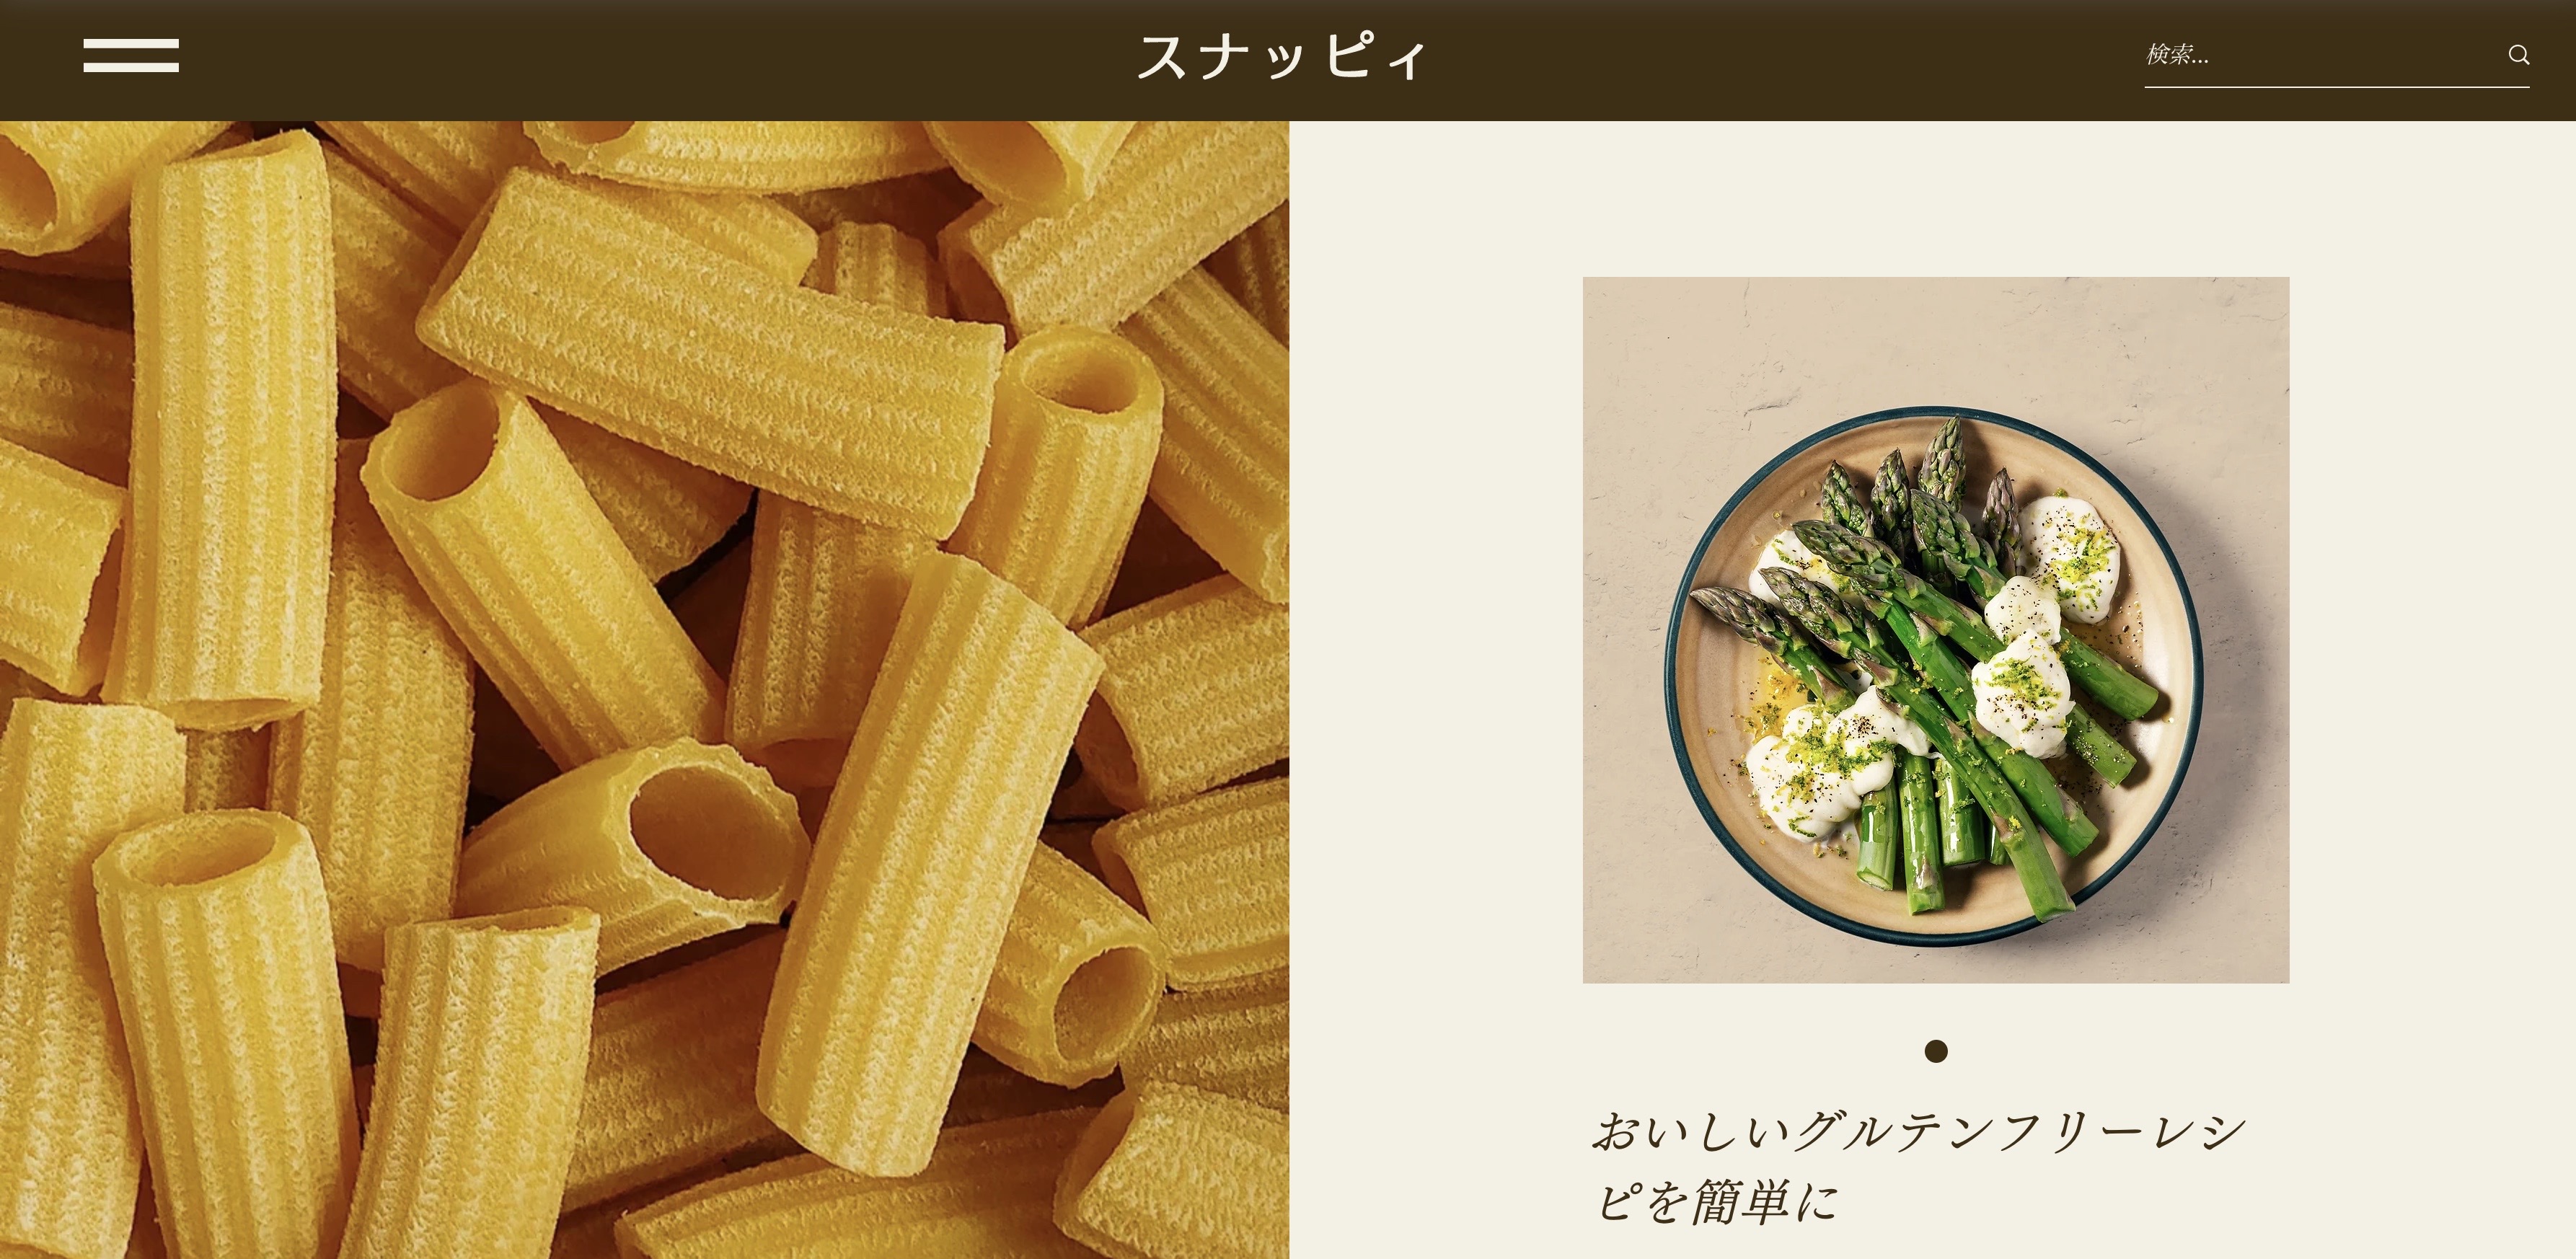 スナッピィ
検索...
おいしいグルテンフリーレシ
ピを簡単に